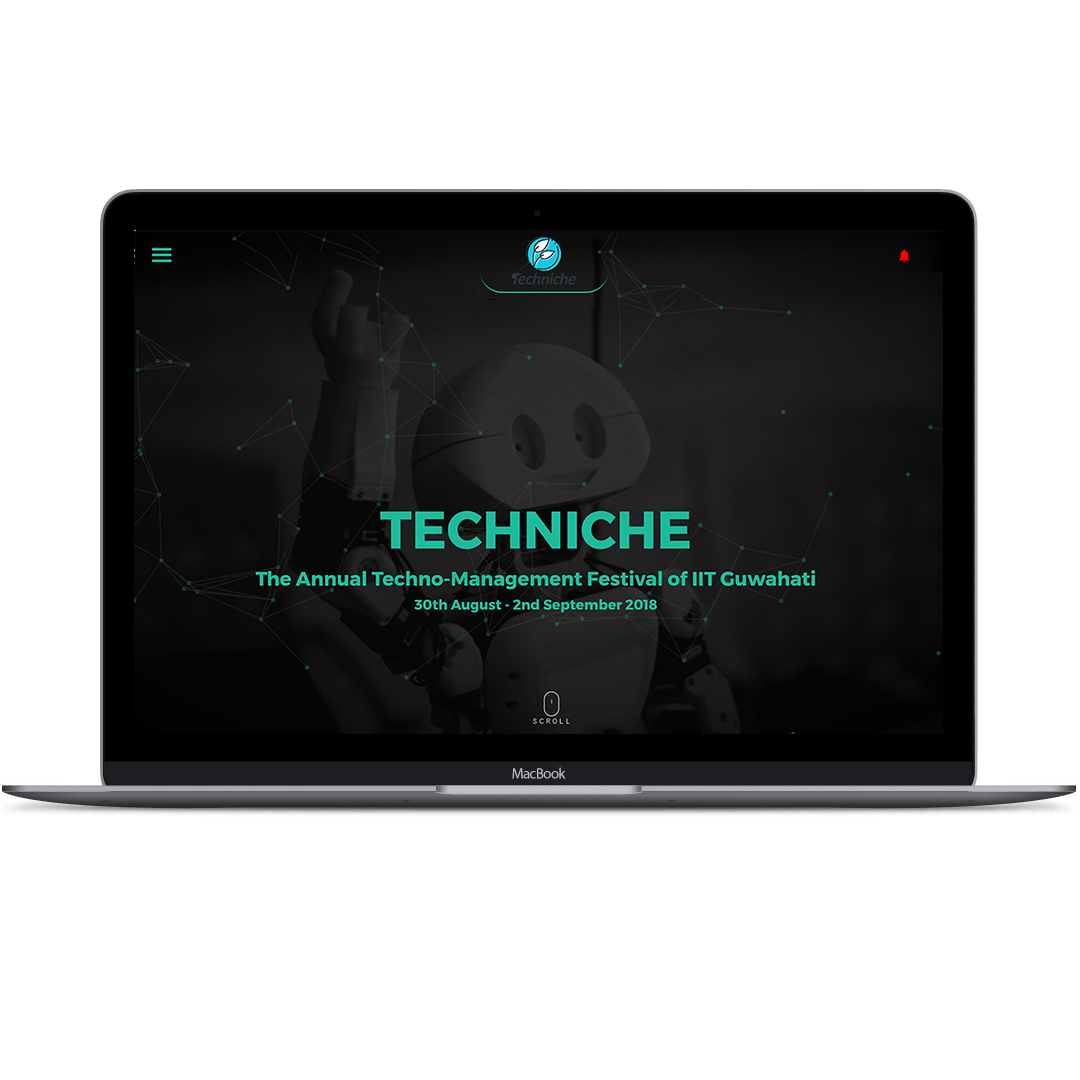 Techniche
TECHNICHE
The Annual Techno-Management Festival of IIT Guwahati
30th August - 2nd September 2018
SCROLL
MacBook